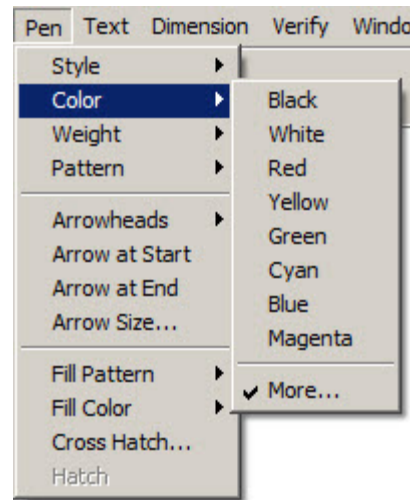 Pen Text Dimension Verify Windo
Style
Color
Weight
Pattern
Arrowheads
Arrow at Start
Arrow at End
Arrow Size...
Fill Pattern
Fill Color
Cross Hatch...
Hatch
Black
White
Red
Yellow
Green
Cyan
Blue
Magenta
More...